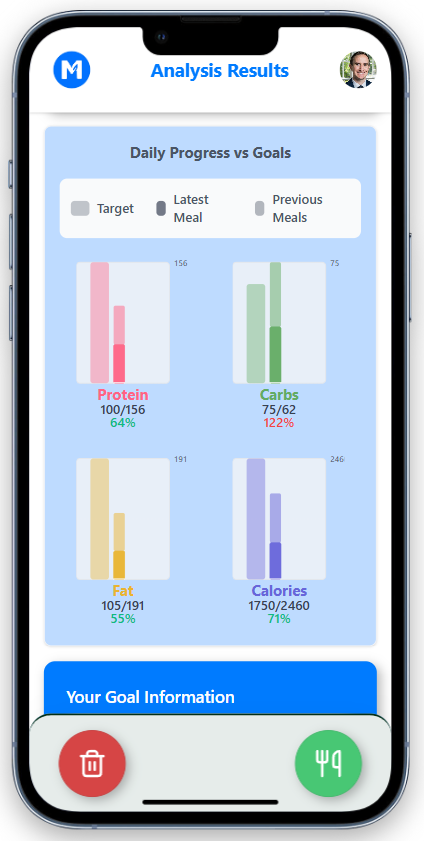 M
Analysis Results
Daily Progress vs Goals
Target
Latest
Meal
Previous
Meals
156
75
Protein
100/156
64%
Carbs
75/62
122%
191
246
Fat
105/191
55%
Calories
1750/2460
71%
Your Goal Information